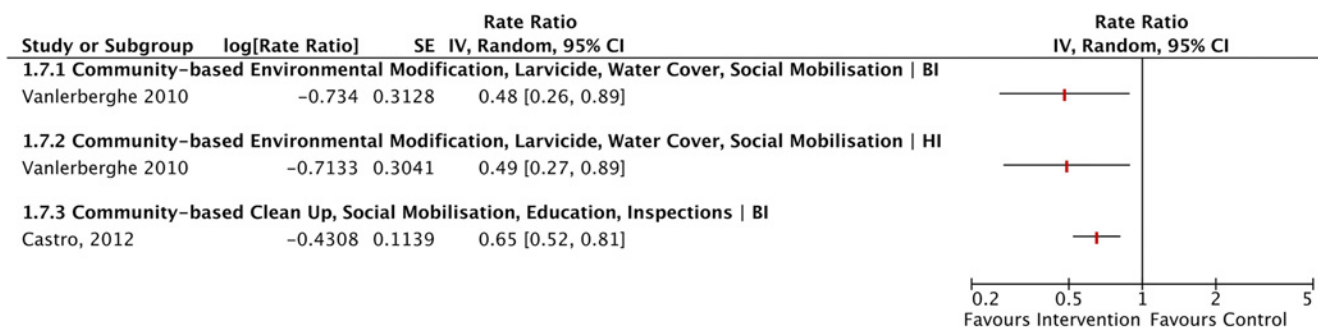 Rate Ratio Rate Ratio
Study or Subgroup log[Rate Ratio] SE IV, Random, 95% CI IV, Random, 95% CI
1.7.1 Community-based Environmental Modification, Larvicide, Water Cover, Social Mobilisation | BI
Vanlerberghe 2010 -0.734 0.3128 0.48 [0.26, 0.89]
1.7.2 Community-based Environmental Modification, Larvicide, Water Cover, Social Mobilisation | HI
Vanlerberghe 2010 -0.7133 0.3041 0.49 [0.27, 0.89]
1.7.3 Community-based Clean Up, Social Mobilisation, Education, Inspections | BI
Castro, 2012 -0.4308 0.1139 0.65 [0.52, 0.81]
0.2 0.5 1 2 5
Favours Intervention Favours Control